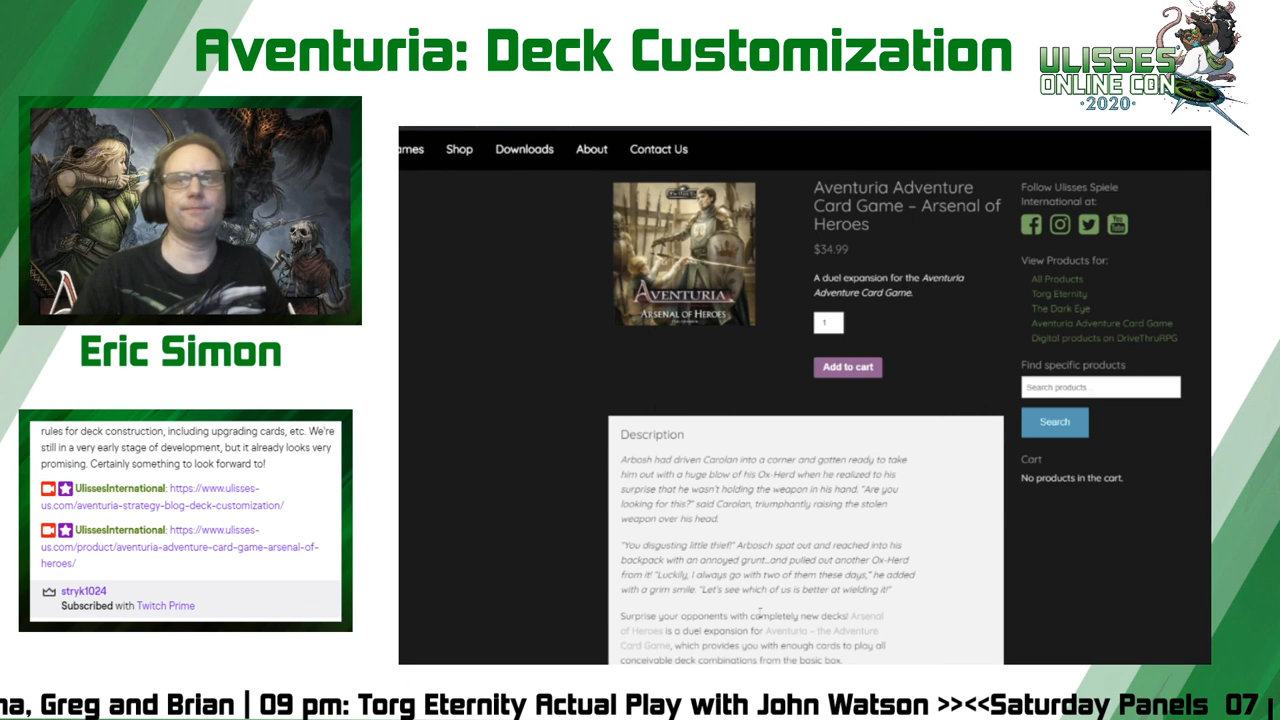 Aventuria: Deck Customization
ULISSES
ONLINE CON
·2020·
Eric Simon
rules for deck construction, including upgrading cards, etc. We're
still in a very early stage of development, but it already looks very
promising. Certainly something to look forward to!
UlissesInternational: https://www.ulisses-
us.com/aventuria-strategy-blog-deck-customization/
UlissesInternational: https://www.ulisses-
us.com/product/aventuria-adventure-card-game-arsenal-of-
heroes/
stryk1024
Subscribed with Twitch Prime
ames Shop Downloads About Contact Us
AVENTURIA
ARSENAL OF HEROES
Aventuria Adventure
Card Game – Arsenal of
Heroes
$34.99
A duel expansion for the Aventuria
Adventure Card Game.
1
Add to cart
Follow Ulisses Spiele
International at:
You
Tube
View Products for:
All Products
Torg Eternity
The Dark Eye
Aventuria Adventure Card Game
Digital products on DriveThruRPG
Find specific products
Search products…
Search
Cart
No products in the cart.
Description
Arbosh had driven Carolan into a corner and gotten ready to take
him out with a huge blow of his Ox-Herd when he realized to his
surprise that he wasn't holding the weapon in his hand. "Are you
looking for this?" said Carolan, triumphantly raising the stolen
weapon over his head.
"You disgusting little thief!" Arbosch spat out and reached into his
backpack with an annoyed grunt...and pulled out another Ox-Herd
from it! "Luckily, I always go with two of them these days," he added
with a grim smile. "Let's see which of us is better at wielding it!"
Surprise your opponents with completely new decks! Arsenal
of Heroes is a duel expansion for Aventuria – the Adventure
Card Game, which provides you with enough cards to play all
conceivable deck combinations from the basic box.
na, Greg and Brian | 09 pm: Torg Eternity Actual Play with John Watson >><<Saturday Panels 07 p